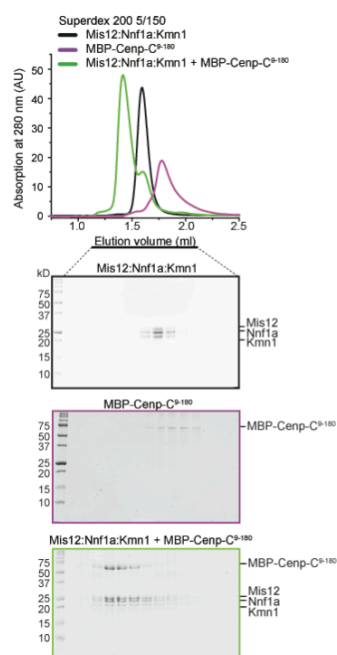 Superdex 200 5/150
Mis12:Nnf1a:Kmn1
MBP-Cenp-C⁹⁻¹⁸⁰
Mis12:Nnf1a:Kmn1 + MBP-Cenp-C⁹⁻¹⁸⁰
Absorption at 280 nm (AU)
50
40
30
20
10
0
1.0 1.5 2.0 2.5
Elution volume (ml)
kD
Mis12:Nnf1a:Kmn1
75
50
37
25
20
15
10
Mis12
Nnf1a
Kmn1
MBP-Cenp-C⁹⁻¹⁸⁰
75
50
37
25
20
15
10
MBP-Cenp-C⁹⁻¹⁸⁰
Mis12:Nnf1a:Kmn1 + MBP-Cenp-C⁹⁻¹⁸⁰
75
50
37
25
20
15
10
MBP-Cenp-C⁹⁻¹⁸⁰
Mis12
Nnf1a
Kmn1